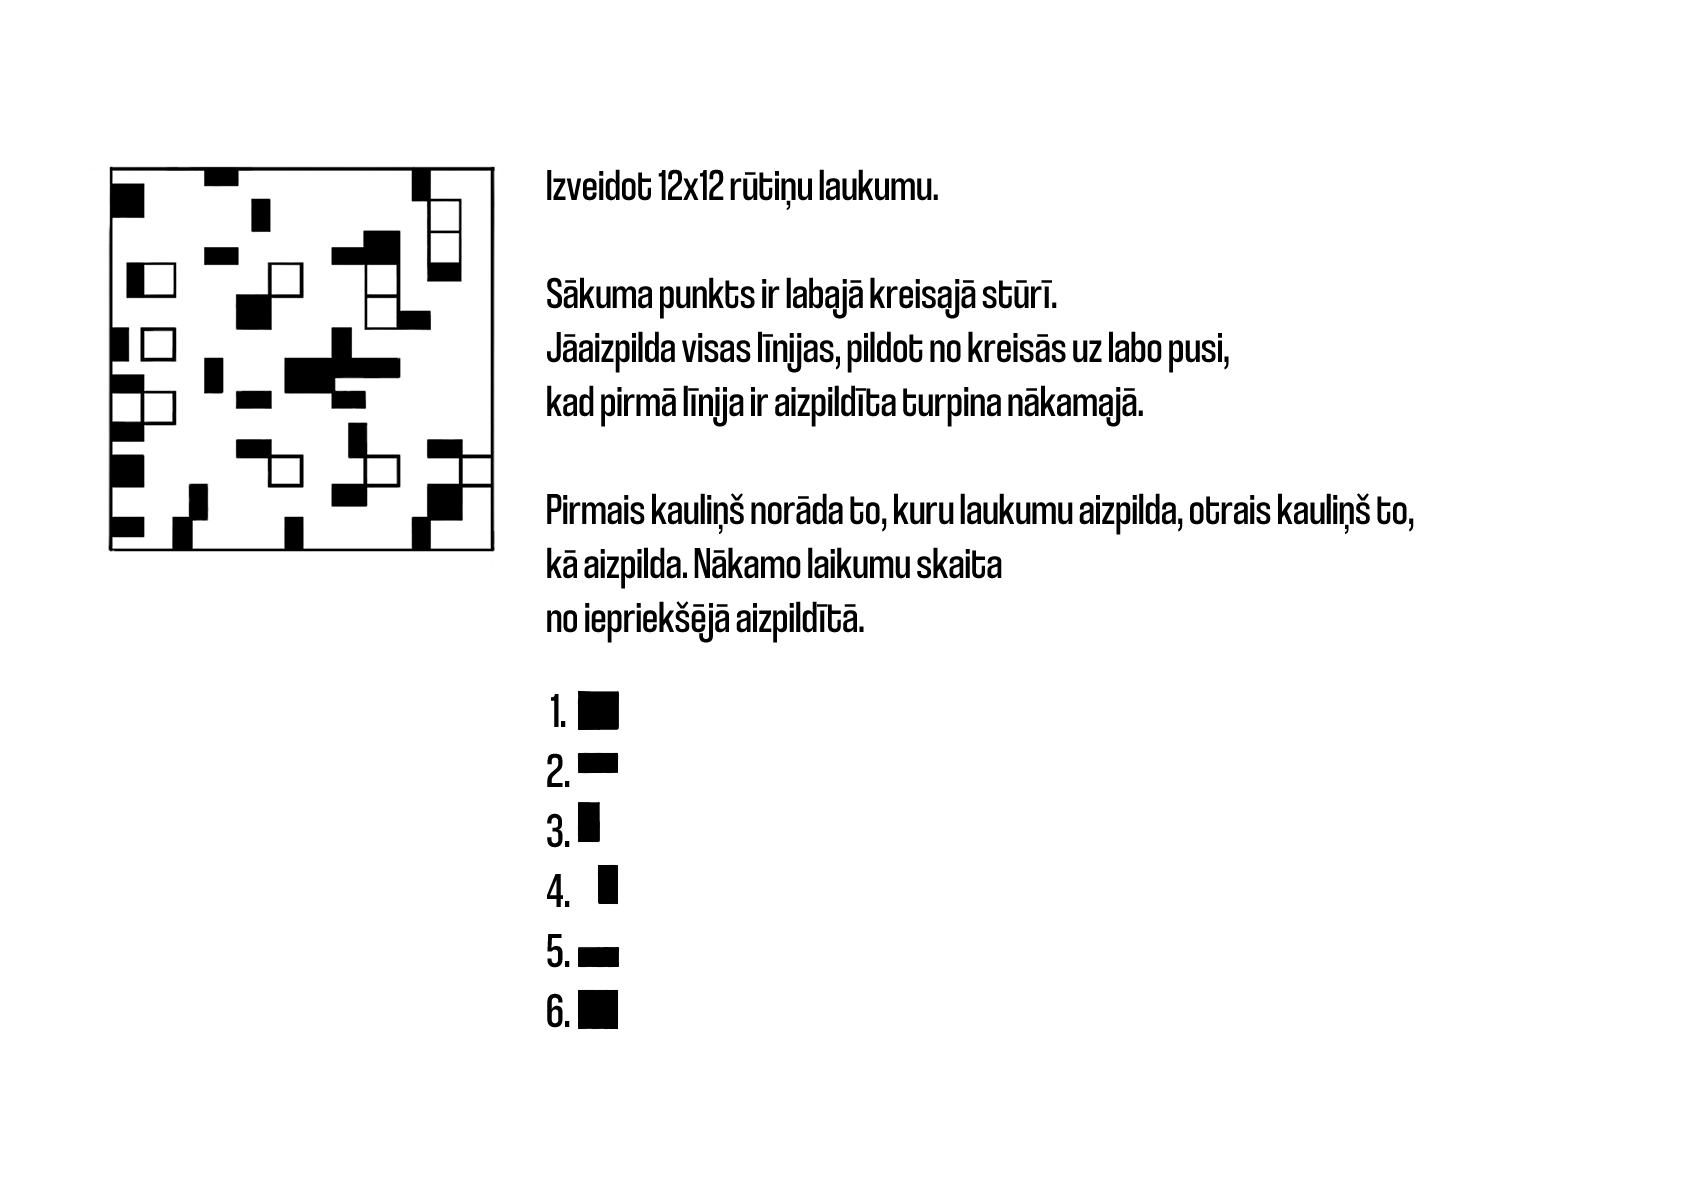 Izveidot 12x12 rūtiņu laukumu.
Sākuma punkts ir labajā kreisajā stūrī.
Jāaizpilda visas līnijas, pildot no kreisās uz labo pusi,
kad pirmā līnija ir aizpildīta turpina nākamajā.
Pirmais kauliņš norāda to, kuru laukumu aizpilda, otrais kauliņš to,
kā aizpilda. Nākamo laikumu skaita
no iepriekšējā aizpildītā.
1.
2.
3.
4.
5.
6.